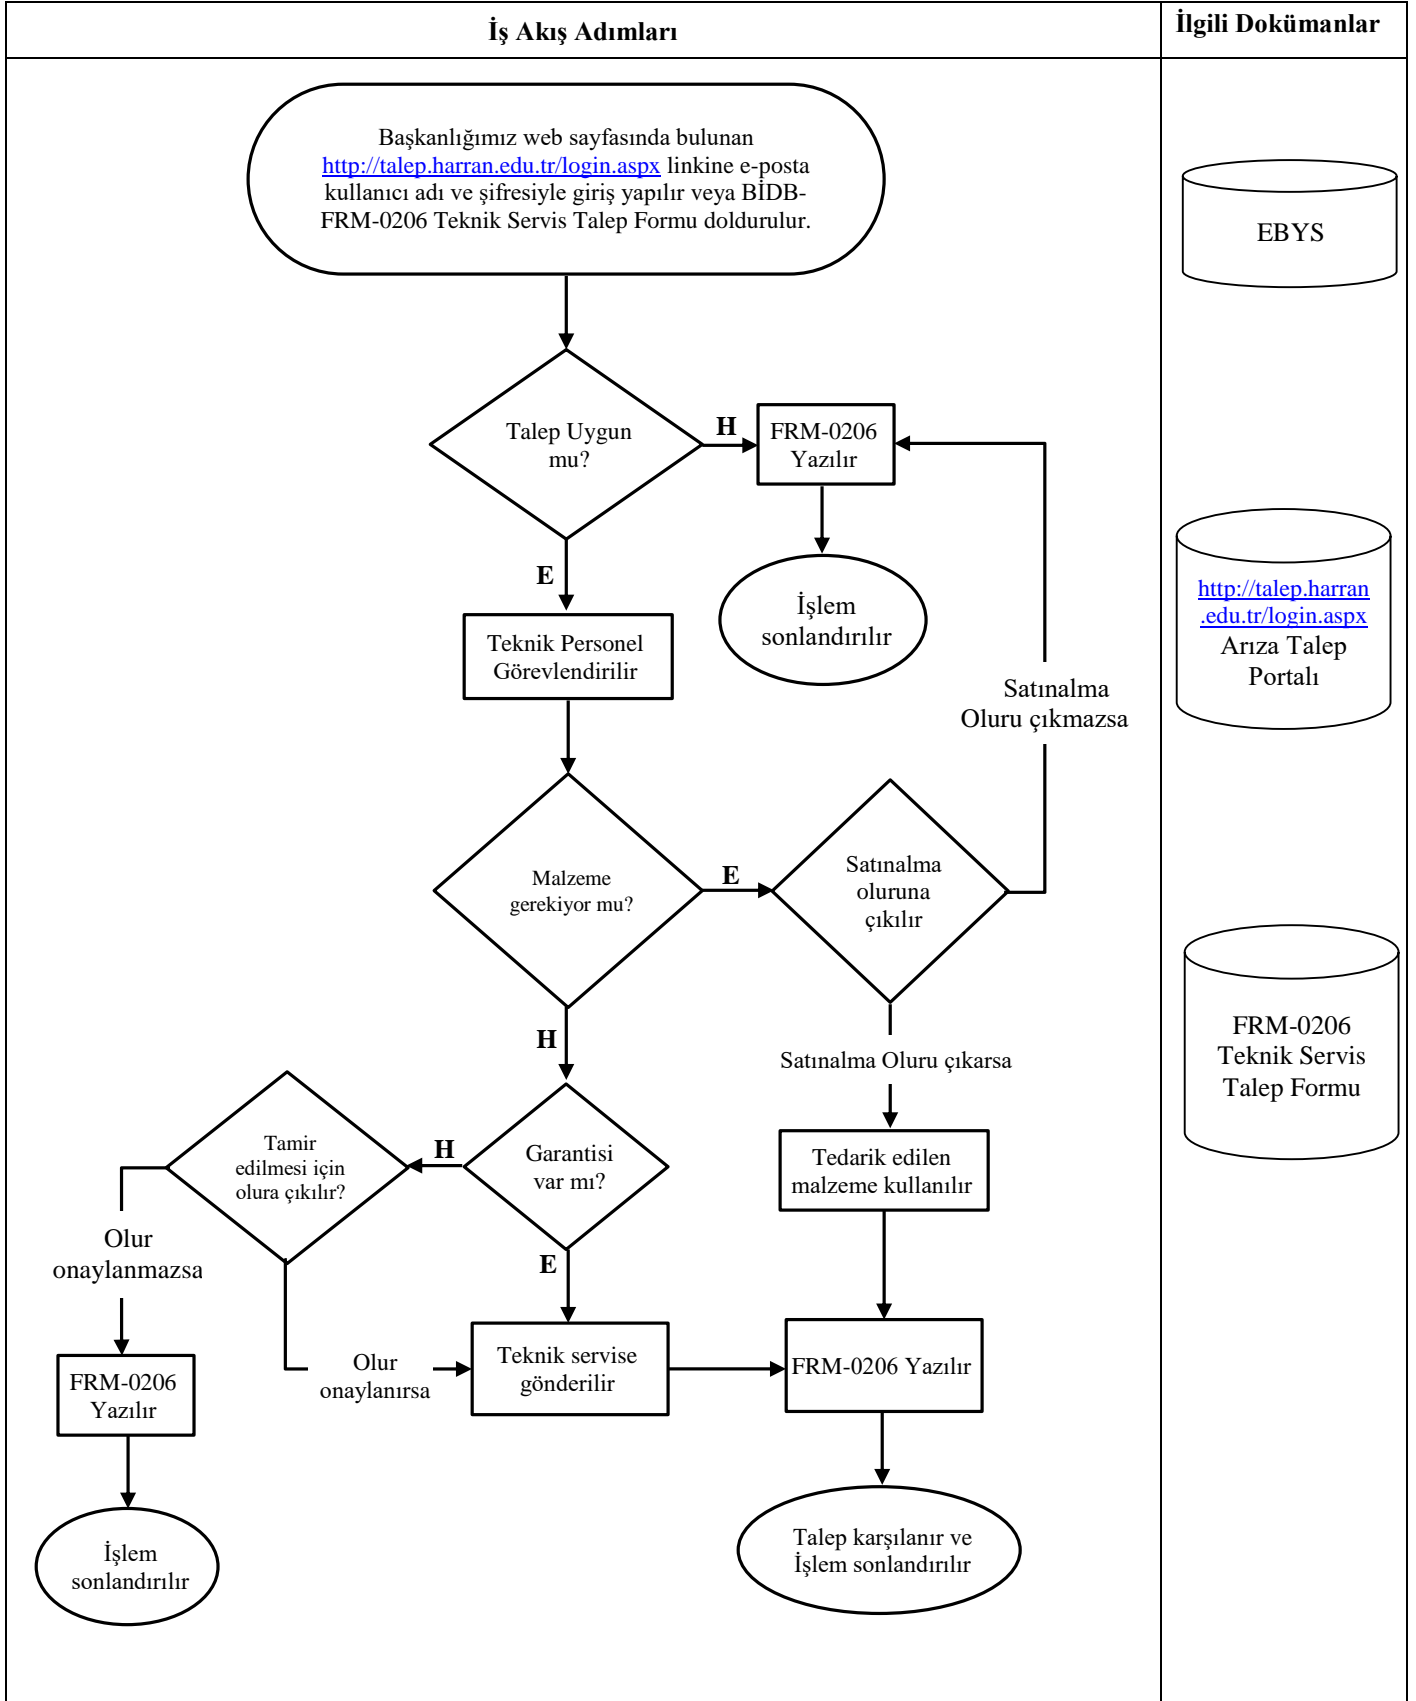 İş Akış Adımları
İlgili Dokümanlar
Başkanlığımız web sayfasında bulunan
http://talep.harran.edu.tr/login.aspx linkine e-posta
kullanıcı adı ve şifresiyle giriş yapılır veya BİDB-
FRM-0206 Teknik Servis Talep Formu doldurulur.
EBYS
Talep Uygun
mu?
H
FRM-0206
Yazılır
E
İşlem
sonlandırılır
http://talep.harran
.edu.tr/login.aspx
Arıza Talep
Portalı
Teknik Personel
Görevlendirilir
Satınalma
Oluru çıkmazsa
Malzeme
gerekiyor mu?
E
Satınalma
oluruna
çıkılır
H
Satınalma Oluru çıkarsa
FRM-0206
Teknik Servis
Talep Formu
Tamir
edilmesi için
olura çıkılır?
H
Garantisi
var mı?
Tedarik edilen
malzeme kullanılır
Olur
onaylanmazsa
E
Olur
onaylanırsa
Teknik servise
gönderilir
FRM-0206 Yazılır
FRM-0206
Yazılır
İşlem
sonlandırılır
Talep karşılanır ve
İşlem sonlandırılır